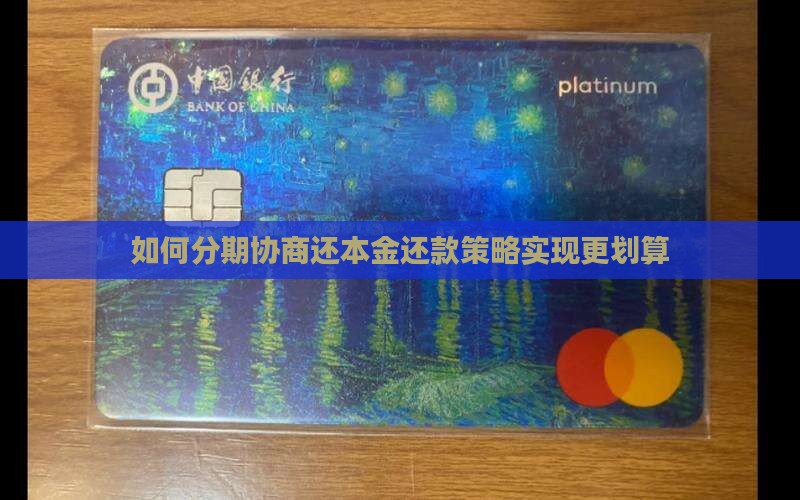 中国银行
BANK OF CHINA
platinum
如何分期协商还本金还款策略实现更划算